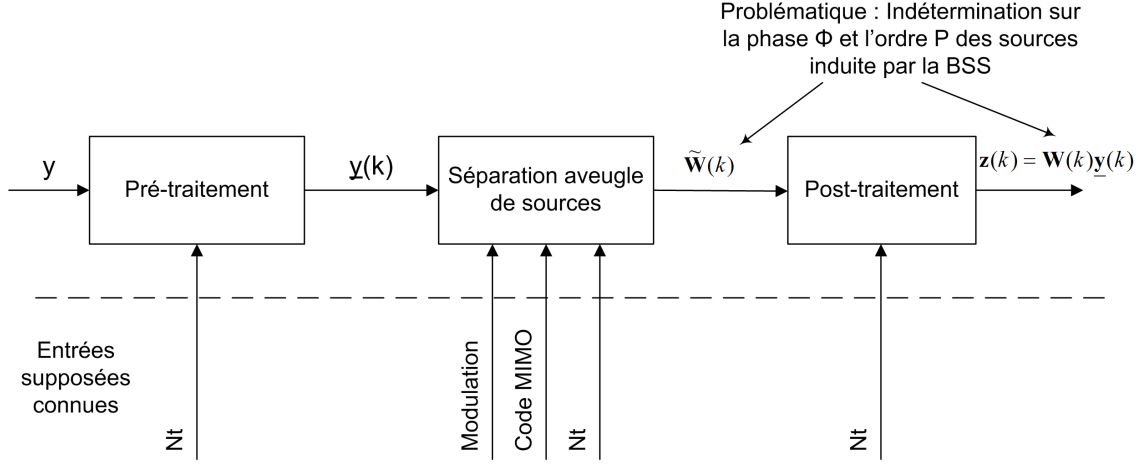 Problématique : Indétermination sur
la phase Φ et l'ordre P des sources
induite par la BSS
y
Pré-traitement
y(k)
Séparation aveugle
de sources
W̃(k)
Post-traitement
z(k) = W(k)y(k)
Entrées
supposées
connues
Nt
Modulation
Code MIMO
Nt
Nt